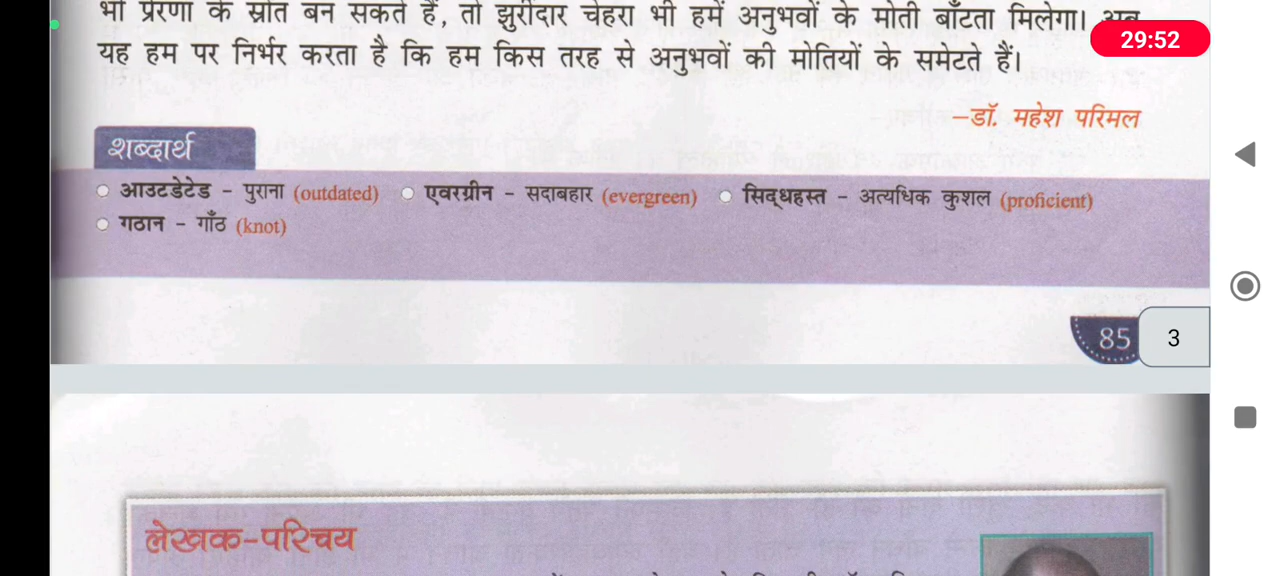 भी प्रेरणा के स्रोत बन सकते हैं, तो झुर्रीदार चेहरा भी हमें अनुभवों के मोती बाँटता मिलेगा। अब
29:52
यह हम पर निर्भर करता है कि हम किस तरह से अनुभवों की मोतियों के समेटते हैं।
–डॉ. महेश परिमल
शब्दार्थ
आउटडेटेड – पुराना (outdated) एवरग्रीन – सदाबहार (evergreen) सिद्धहस्त – अत्यधिक कुशल (proficient)
गठान – गाँठ (knot)
85
3
लेखक-परिचय